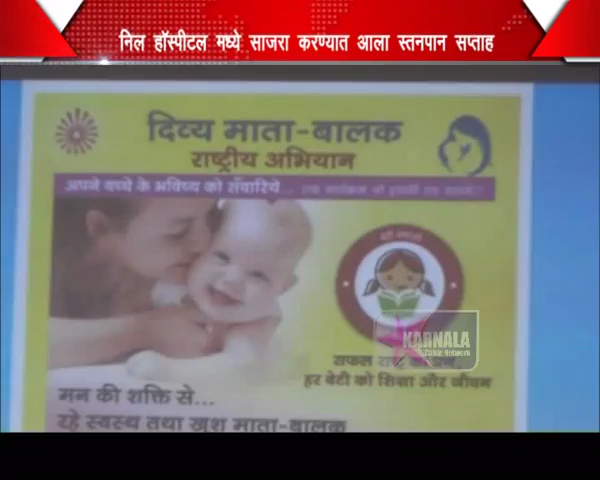 निल हॉस्पीटल मध्ये साजरा करण्यात आला स्तनपान सप्ताह
दिव्य माता-बालक
राष्ट्रीय अभियान
अपने बच्चे के भविष्य को सँवारिये...
KARNALA
Cable Network
सफल राष्ट्र
हर बेटी को शिक्षा और जीवन
मन की शक्ति से...
रहे स्वस्थ तथा खुश माता-बालक